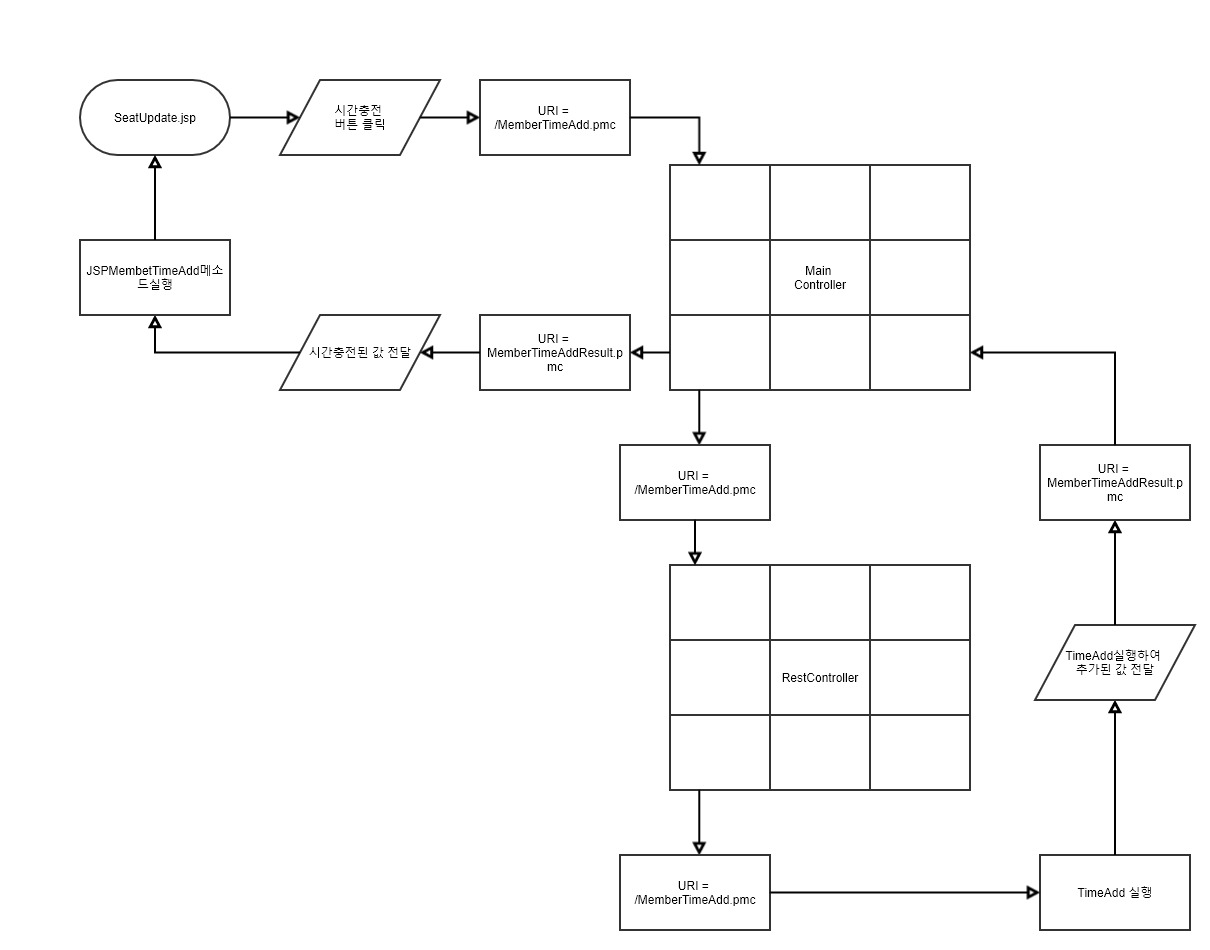 SeatUpdate.jsp
시간충전
버튼 클릭
URI =
/MemberTimeAdd.pmc
JSPMembetTimeAdd메소
드실행
Main
Controller
시간충전된 값 전달
URI =
MemberTimeAddResult.p
mc
URI =
/MemberTimeAdd.pmc
URI =
MemberTimeAddResult.p
mc
RestController
TimeAdd실행하여
추가된 값 전달
URI =
/MemberTimeAdd.pmc
TimeAdd 실행